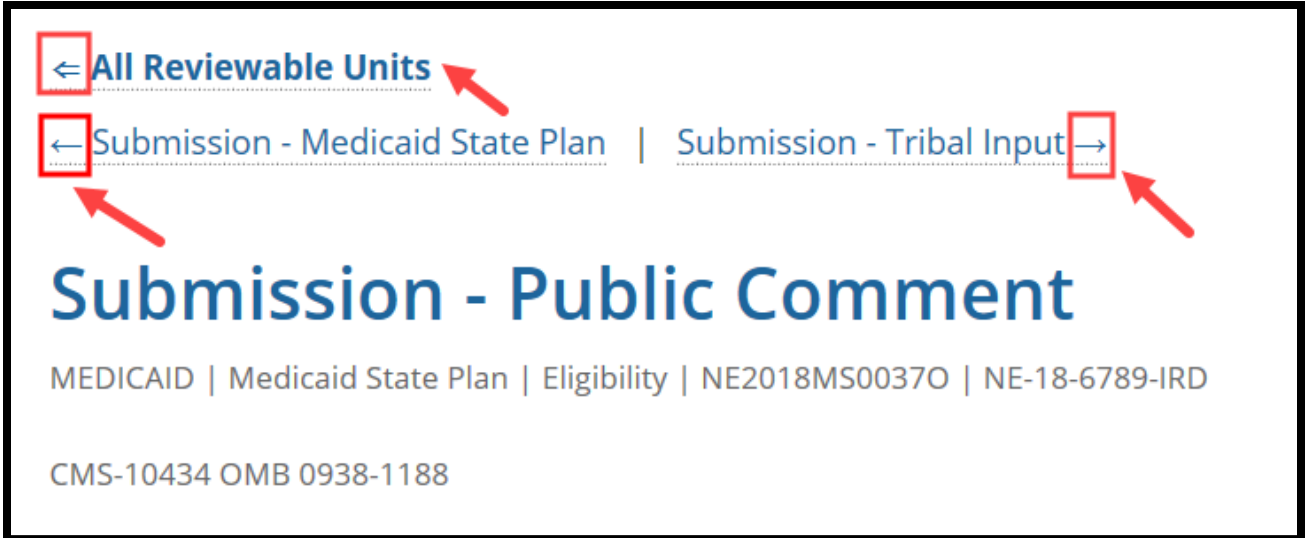 ⇐ All Reviewable Units
← Submission - Medicaid State Plan | Submission - Tribal Input →
Submission - Public Comment
MEDICAID | Medicaid State Plan | Eligibility | NE2018MS0037O | NE-18-6789-IRD
CMS-10434 OMB 0938-1188